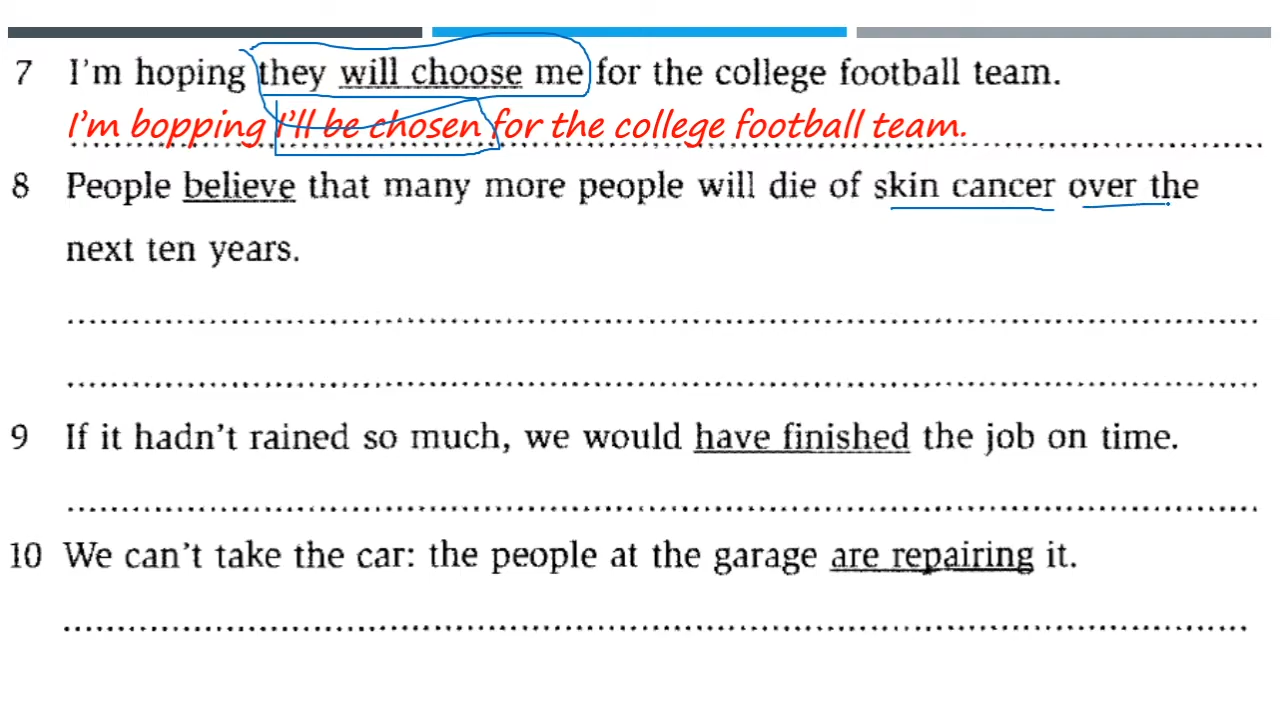 7 I'm hoping they will choose me for the college football team.
I'm bopping I'll be chosen for the college football team.
8 People believe that many more people will die of skin cancer over the
next ten years.
9 If it hadn't rained so much, we would have finished the job on time.
10 We can't take the car: the people at the garage are repairing it.